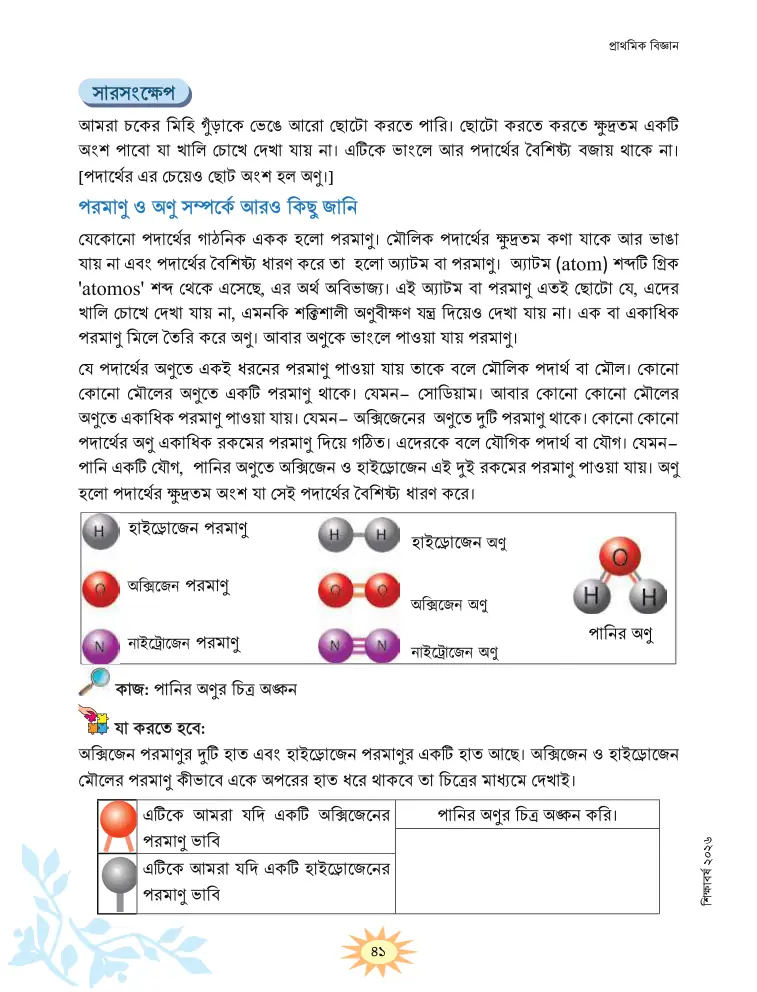 প্রাথমিক বিজ্ঞান
সারসংক্ষেপ
আমরা চকের মিহি গুঁড়াকে ভেঙে আরো ছোটো করতে পারি। ছোটো করতে করতে ক্ষুদ্রতম একটি
অংশ পাবো যা খালি চোখে দেখা যায় না। এটিকে ভাংলে আর পদার্থের বৈশিষ্ট্য বজায় থাকে না।
[পদার্থের এর চেয়েও ছোট অংশ হল অণু।]
পরমাণু ও অণু সম্পর্কে আরও কিছু জানি
যেকোনো পদার্থের গাঠনিক একক হলো পরমাণু। মৌলিক পদার্থের ক্ষুদ্রতম কণা যাকে আর ভাঙা
যায় না এবং পদার্থের বৈশিষ্ট্য ধারণ করে তা হলো অ্যাটম বা পরমাণু। অ্যাটম (atom) শব্দটি গ্রিক
'atomos' শব্দ থেকে এসেছে, এর অর্থ অবিভাজ্য। এই অ্যাটম বা পরমাণু এতই ছোটো যে, এদের
খালি চোখে দেখা যায় না, এমনকি শক্তিশালী অণুবীক্ষণ যন্ত্র দিয়েও দেখা যায় না। এক বা একাধিক
পরমাণু মিলে তৈরি করে অণু। আবার অণুকে ভাংলে পাওয়া যায় পরমাণু।
যে পদার্থের অণুতে একই ধরনের পরমাণু পাওয়া যায় তাকে বলে মৌলিক পদার্থ বা মৌল। কোনো
কোনো মৌলের অণুতে একটি পরমাণু থাকে। যেমন– সোডিয়াম। আবার কোনো কোনো মৌলের
অণুতে একাধিক পরমাণু পাওয়া যায়। যেমন– অক্সিজেনের অণুতে দুটি পরমাণু থাকে। কোনো কোনো
পদার্থের অণু একাধিক রকমের পরমাণু দিয়ে গঠিত। এদেরকে বলে যৌগিক পদার্থ বা যৌগ। যেমন–
পানি একটি যৌগ, পানির অণুতে অক্সিজেন ও হাইড্রোজেন এই দুই রকমের পরমাণু পাওয়া যায়। অণু
হলো পদার্থের ক্ষুদ্রতম অংশ যা সেই পদার্থের বৈশিষ্ট্য ধারণ করে।
H হাইড্রোজেন পরমাণু
H H হাইড্রোজেন অণু
O অক্সিজেন পরমাণু
O O অক্সিজেন অণু
N নাইট্রোজেন পরমাণু
N N নাইট্রোজেন অণু
O
H H
পানির অণু
কাজ: পানির অণুর চিত্র অঙ্কন
যা করতে হবে:
অক্সিজেন পরমাণুর দুটি হাত এবং হাইড্রোজেন পরমাণুর একটি হাত আছে। অক্সিজেন ও হাইড্রোজেন
মৌলের পরমাণু কীভাবে একে অপরের হাত ধরে থাকবে তা চিত্রের মাধ্যমে দেখাই।
এটিকে আমরা যদি একটি অক্সিজেনের
পরমাণু ভাবি
পানির অণুর চিত্র অঙ্কন করি।
এটিকে আমরা যদি একটি হাইড্রোজেনের
পরমাণু ভাবি
শিক্ষাবর্ষ ২০২৬
৪১